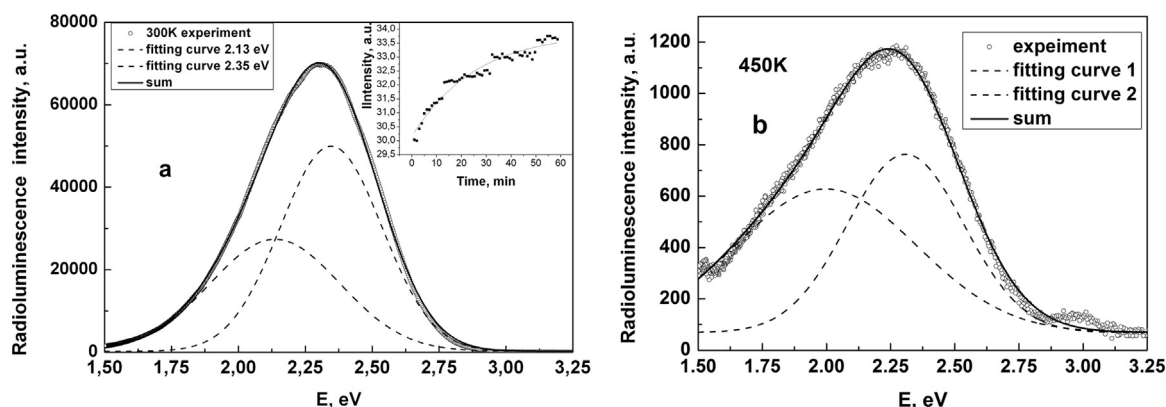 80000
70000
60000
40000
20000
0
Radioluminescence intensity, a.u.
300K experiment
fitting curve 2.13 eV
fitting curve 2.35 eV
sum
a
IIntensity, a.u.
34,0
33,5
33,0
32,5
32,0
31,5
31,0
30,5
30,0
29,5
0 10 20 30 40 50 60
Time, min
1,50 1,75 2,00 2,25 2,50 2,75 3,00 3,25
E, eV
1200
1000
800
600
400
200
0
Radioluminescence intensity, a.u.
450K
b
expeiment
fitting curve 1
fitting curve 2
sum
1.50 1.75 2.00 2.25 2.50 2.75 3.00 3.25
E, eV